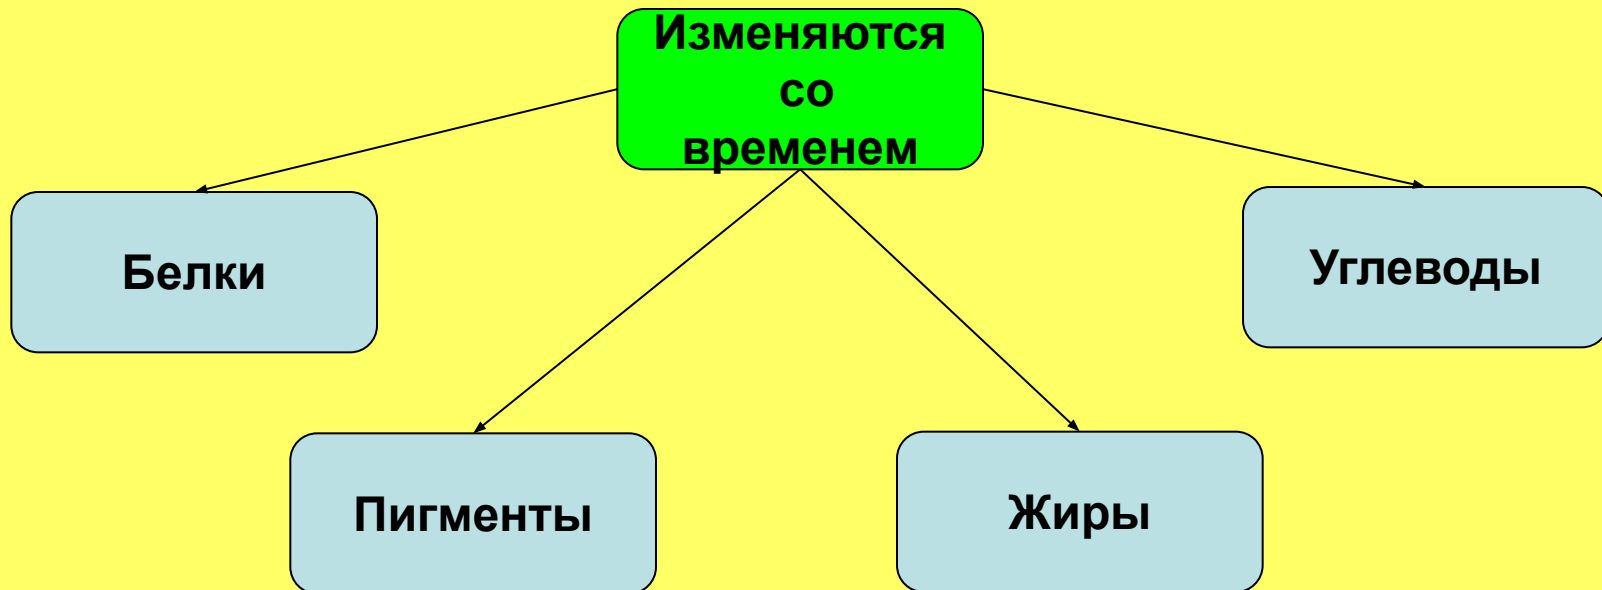 Изменяются
со
временем
Белки
Углеводы
Пигменты
Жиры